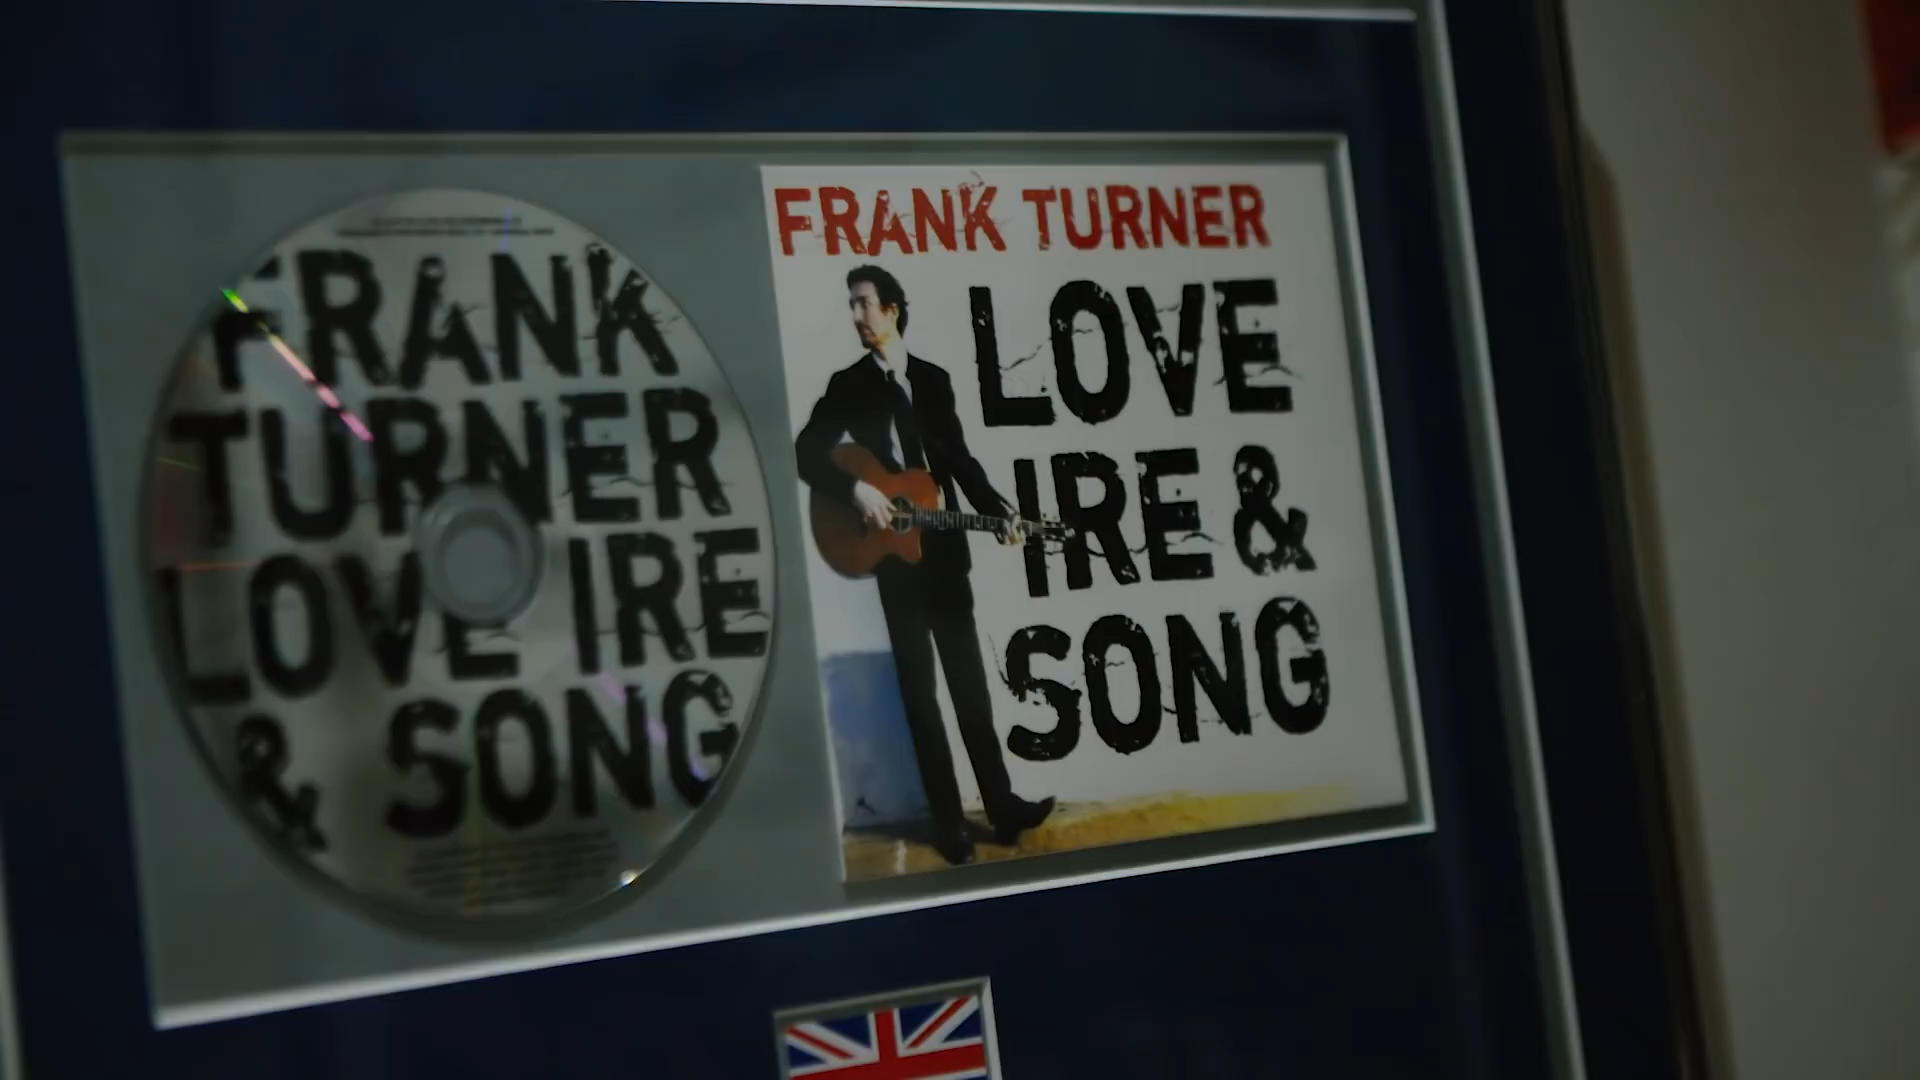 FRANK
TURNER
LOVE IRE
& SONG
FRANK TURNER
LOVE
IRE &
SONG